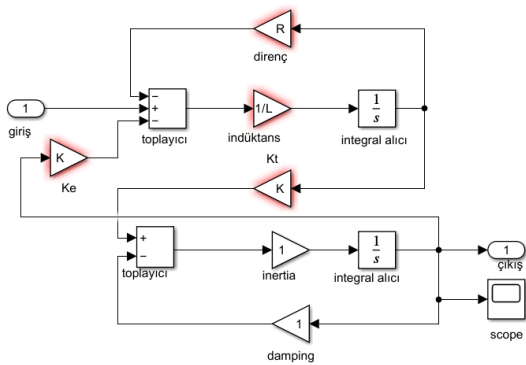 R
direnç
−
+
−
1
giriş
toplayıcı
1/L
indüktans
1
s
integral alıcı
K
Ke
Kt
K
+
−
toplayıcı
1
inertia
1
s
integral alıcı
1
çıkış
scope
1
damping